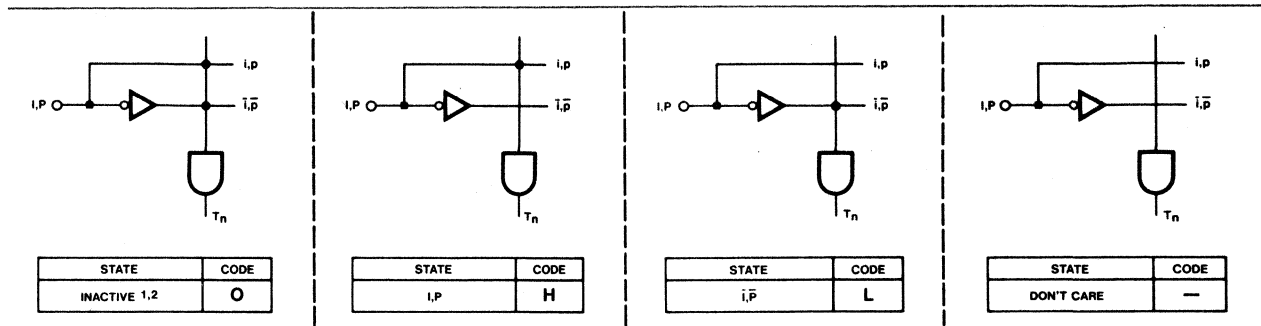 i,p
I,P
i̅,p̅
Tn
STATE CODE
INACTIVE 1,2 O
i,p
I,P
i̅,p̅
Tn
STATE CODE
I,P H
i,p
I,P
i̅,p̅
Tn
STATE CODE
I̅,P̅ L
i,p
I,P
i̅,p̅
Tn
STATE CODE
DON'T CARE —